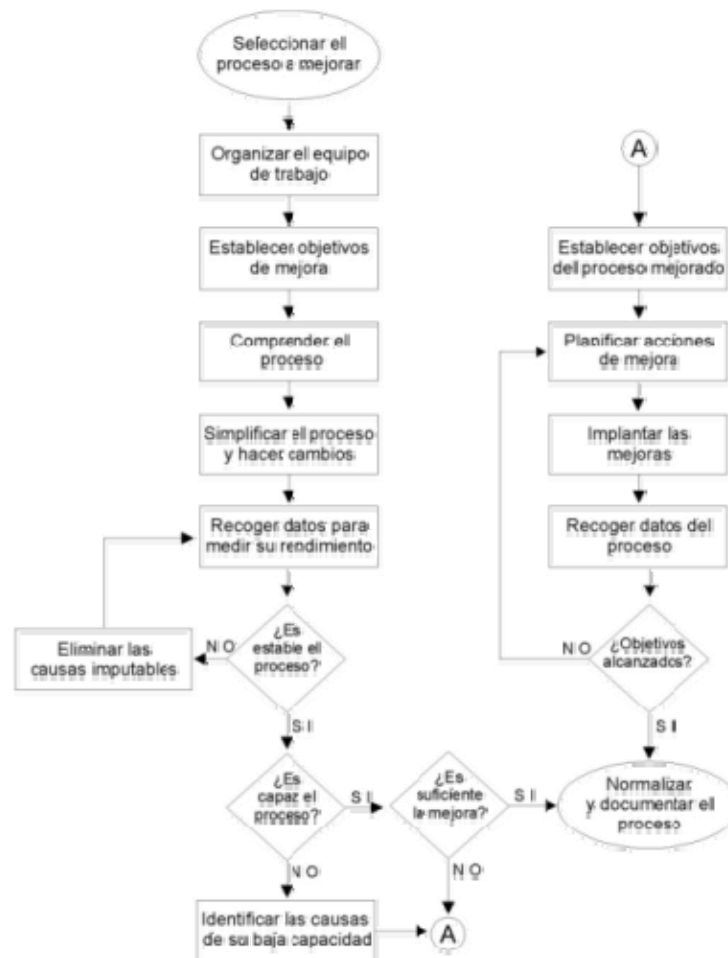 Seleccionar el
proceso a mejorar
Organizar el equipo
de trabajo
Establecer objetivos
de mejora
Comprender el
proceso
Simplificar el proceso
y hacer cambios
Recoger datos para
medir su rendimiento
¿Es
estable el
proceso?
NO
Eliminar las
causas imputables
SI
¿Es
capaz el
proceso?
SI
NO
Identificar las causas
de su baja capacidad
¿Es
suficiente
la mejora?
SI
NO
A
A
Establecer objetivos
del proceso mejorado
Planificar acciones
de mejora
Implantar las
mejoras
Recoger datos del
proceso
¿Objetivos
alcanzados?
NO
SI
Normalizar
y documentar el
proceso